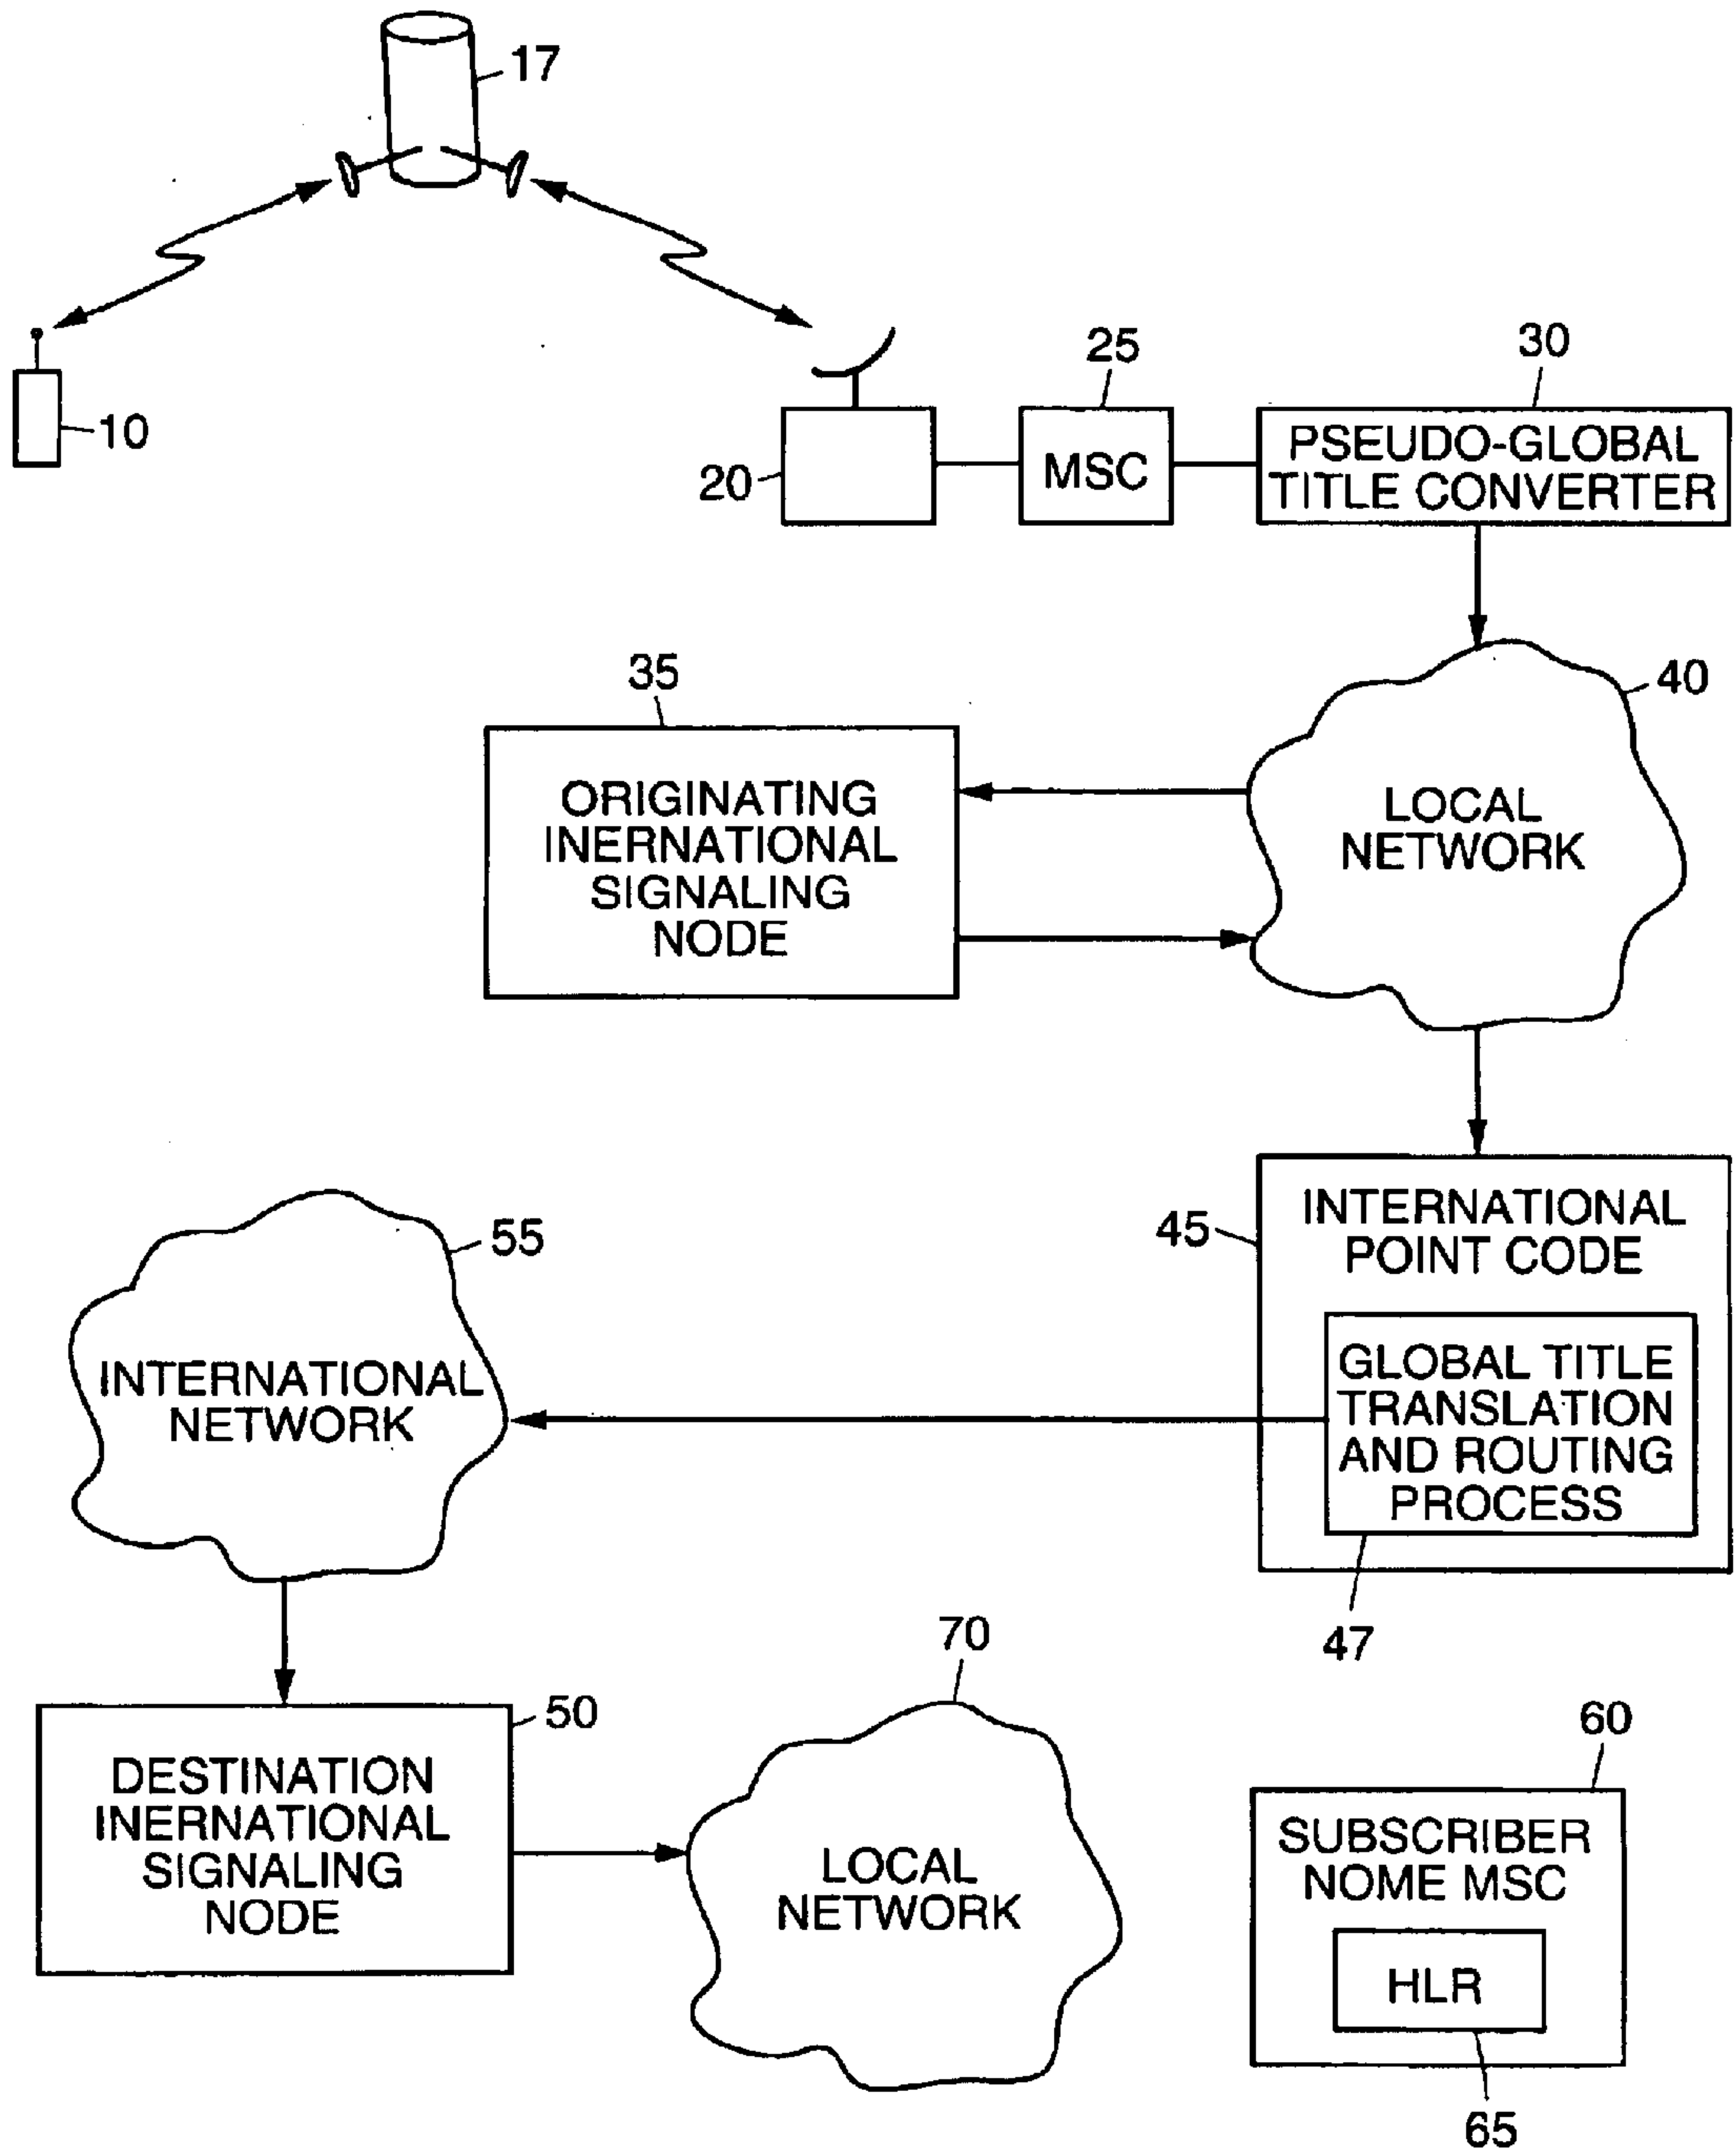 17
10
20
25
MSC
30
PSEUDO-GLOBAL
TITLE CONVERTER
35
ORIGINATING
INERNATIONAL
SIGNALING
NODE
40
LOCAL
NETWORK
45
INTERNATIONAL
POINT CODE
GLOBAL TITLE
TRANSLATION
AND ROUTING
PROCESS
47
55
INTERNATIONAL
NETWORK
50
DESTINATION
INERNATIONAL
SIGNALING
NODE
70
LOCAL
NETWORK
60
SUBSCRIBER
NOME MSC
HLR
65